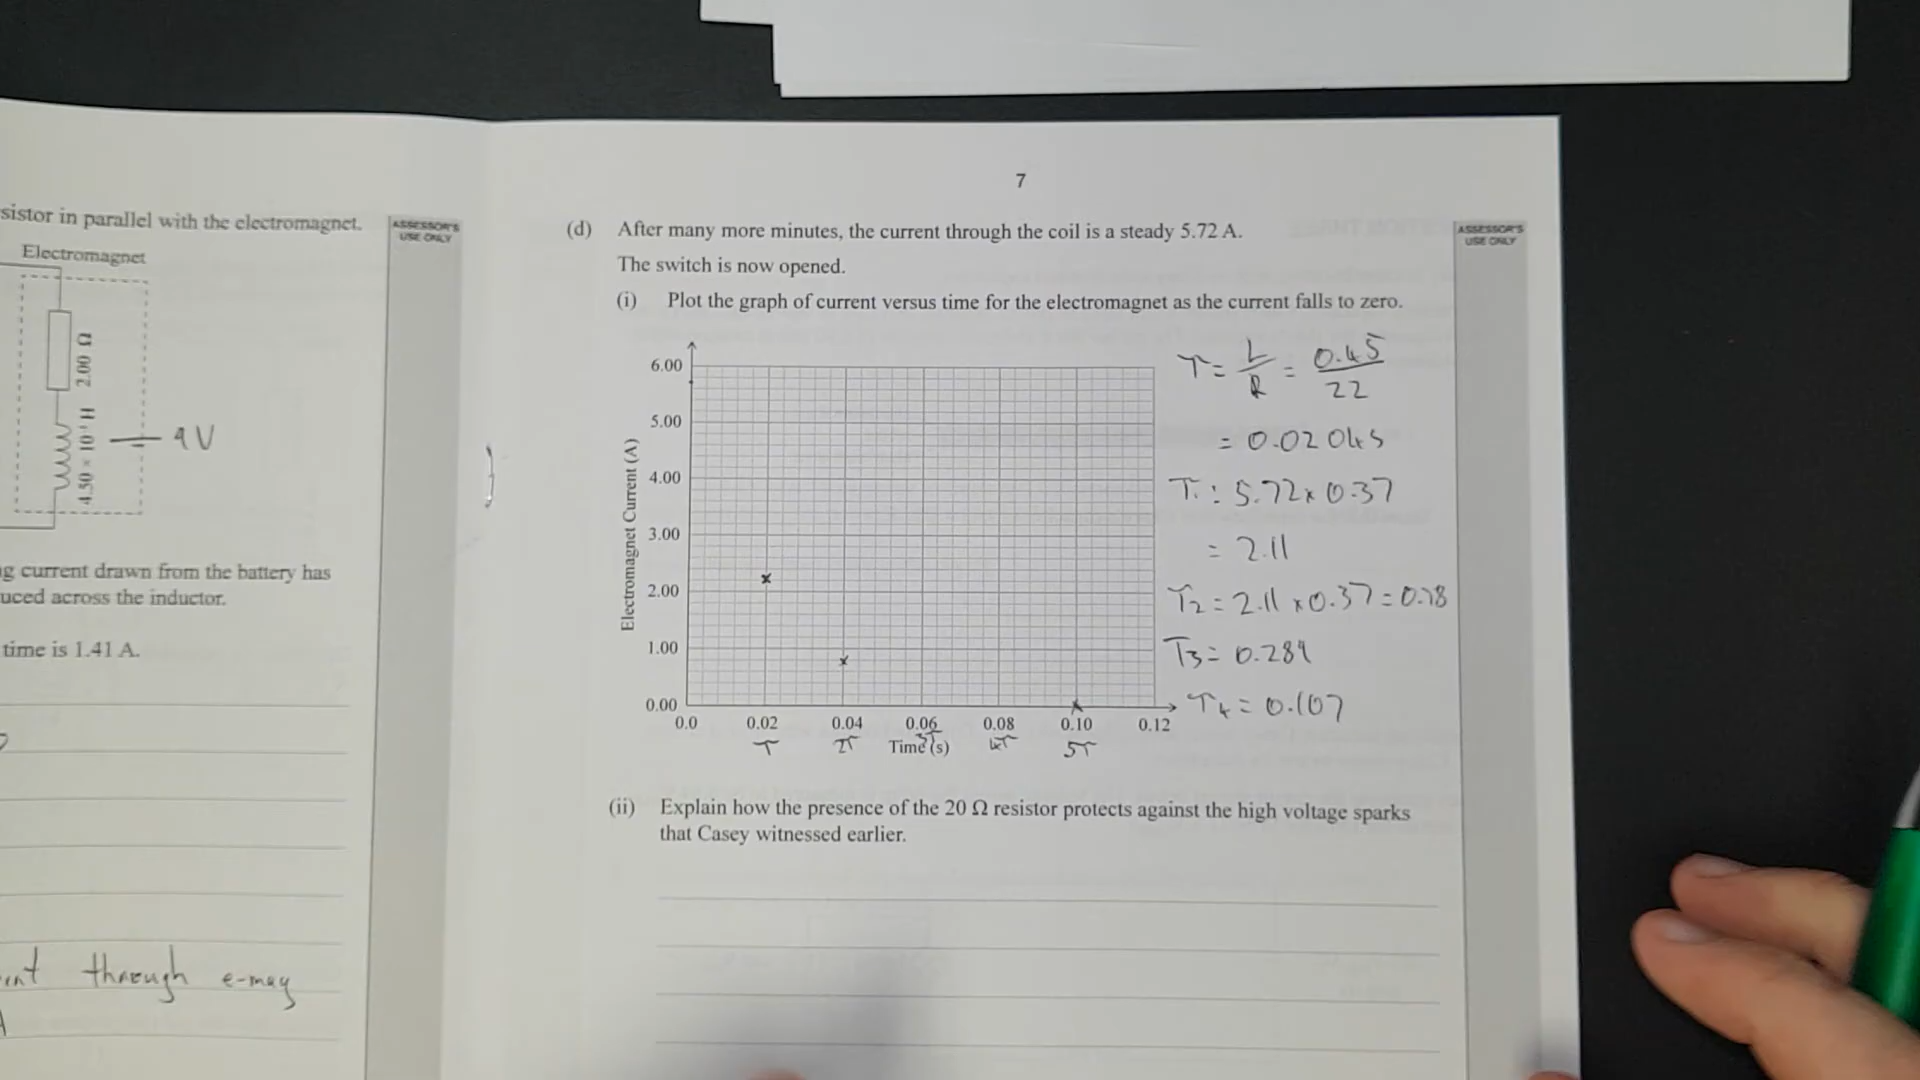 sistor in parallel with the electromagnet.
ASSESSOR'S
USE ONLY
Electromagnet
2.00 Ω
4.50 × 10⁻¹ H
9V
g current drawn from the battery has
uced across the inductor.
time is 1.41 A.
through e-mag
7
ASSESSOR'S
USE ONLY
(d) After many more minutes, the current through the coil is a steady 5.72 A.
The switch is now opened.
(i) Plot the graph of current versus time for the electromagnet as the current falls to zero.
Electromagnet Current (A)
6.00
5.00
4.00
3.00
2.00
1.00
0.00
0.0 0.02 0.04 0.06 0.08 0.10 0.12
τ 2τ 3τ 4τ 5τ
Time (s)
τ = L/R = 0.45/22
= 0.02045
τ₁: 5.72 × 0.37
= 2.11
τ₂ = 2.11 × 0.37 = 0.78
τ₃ = 0.289
τ₄ = 0.107
(ii) Explain how the presence of the 20 Ω resistor protects against the high voltage sparks
that Casey witnessed earlier.